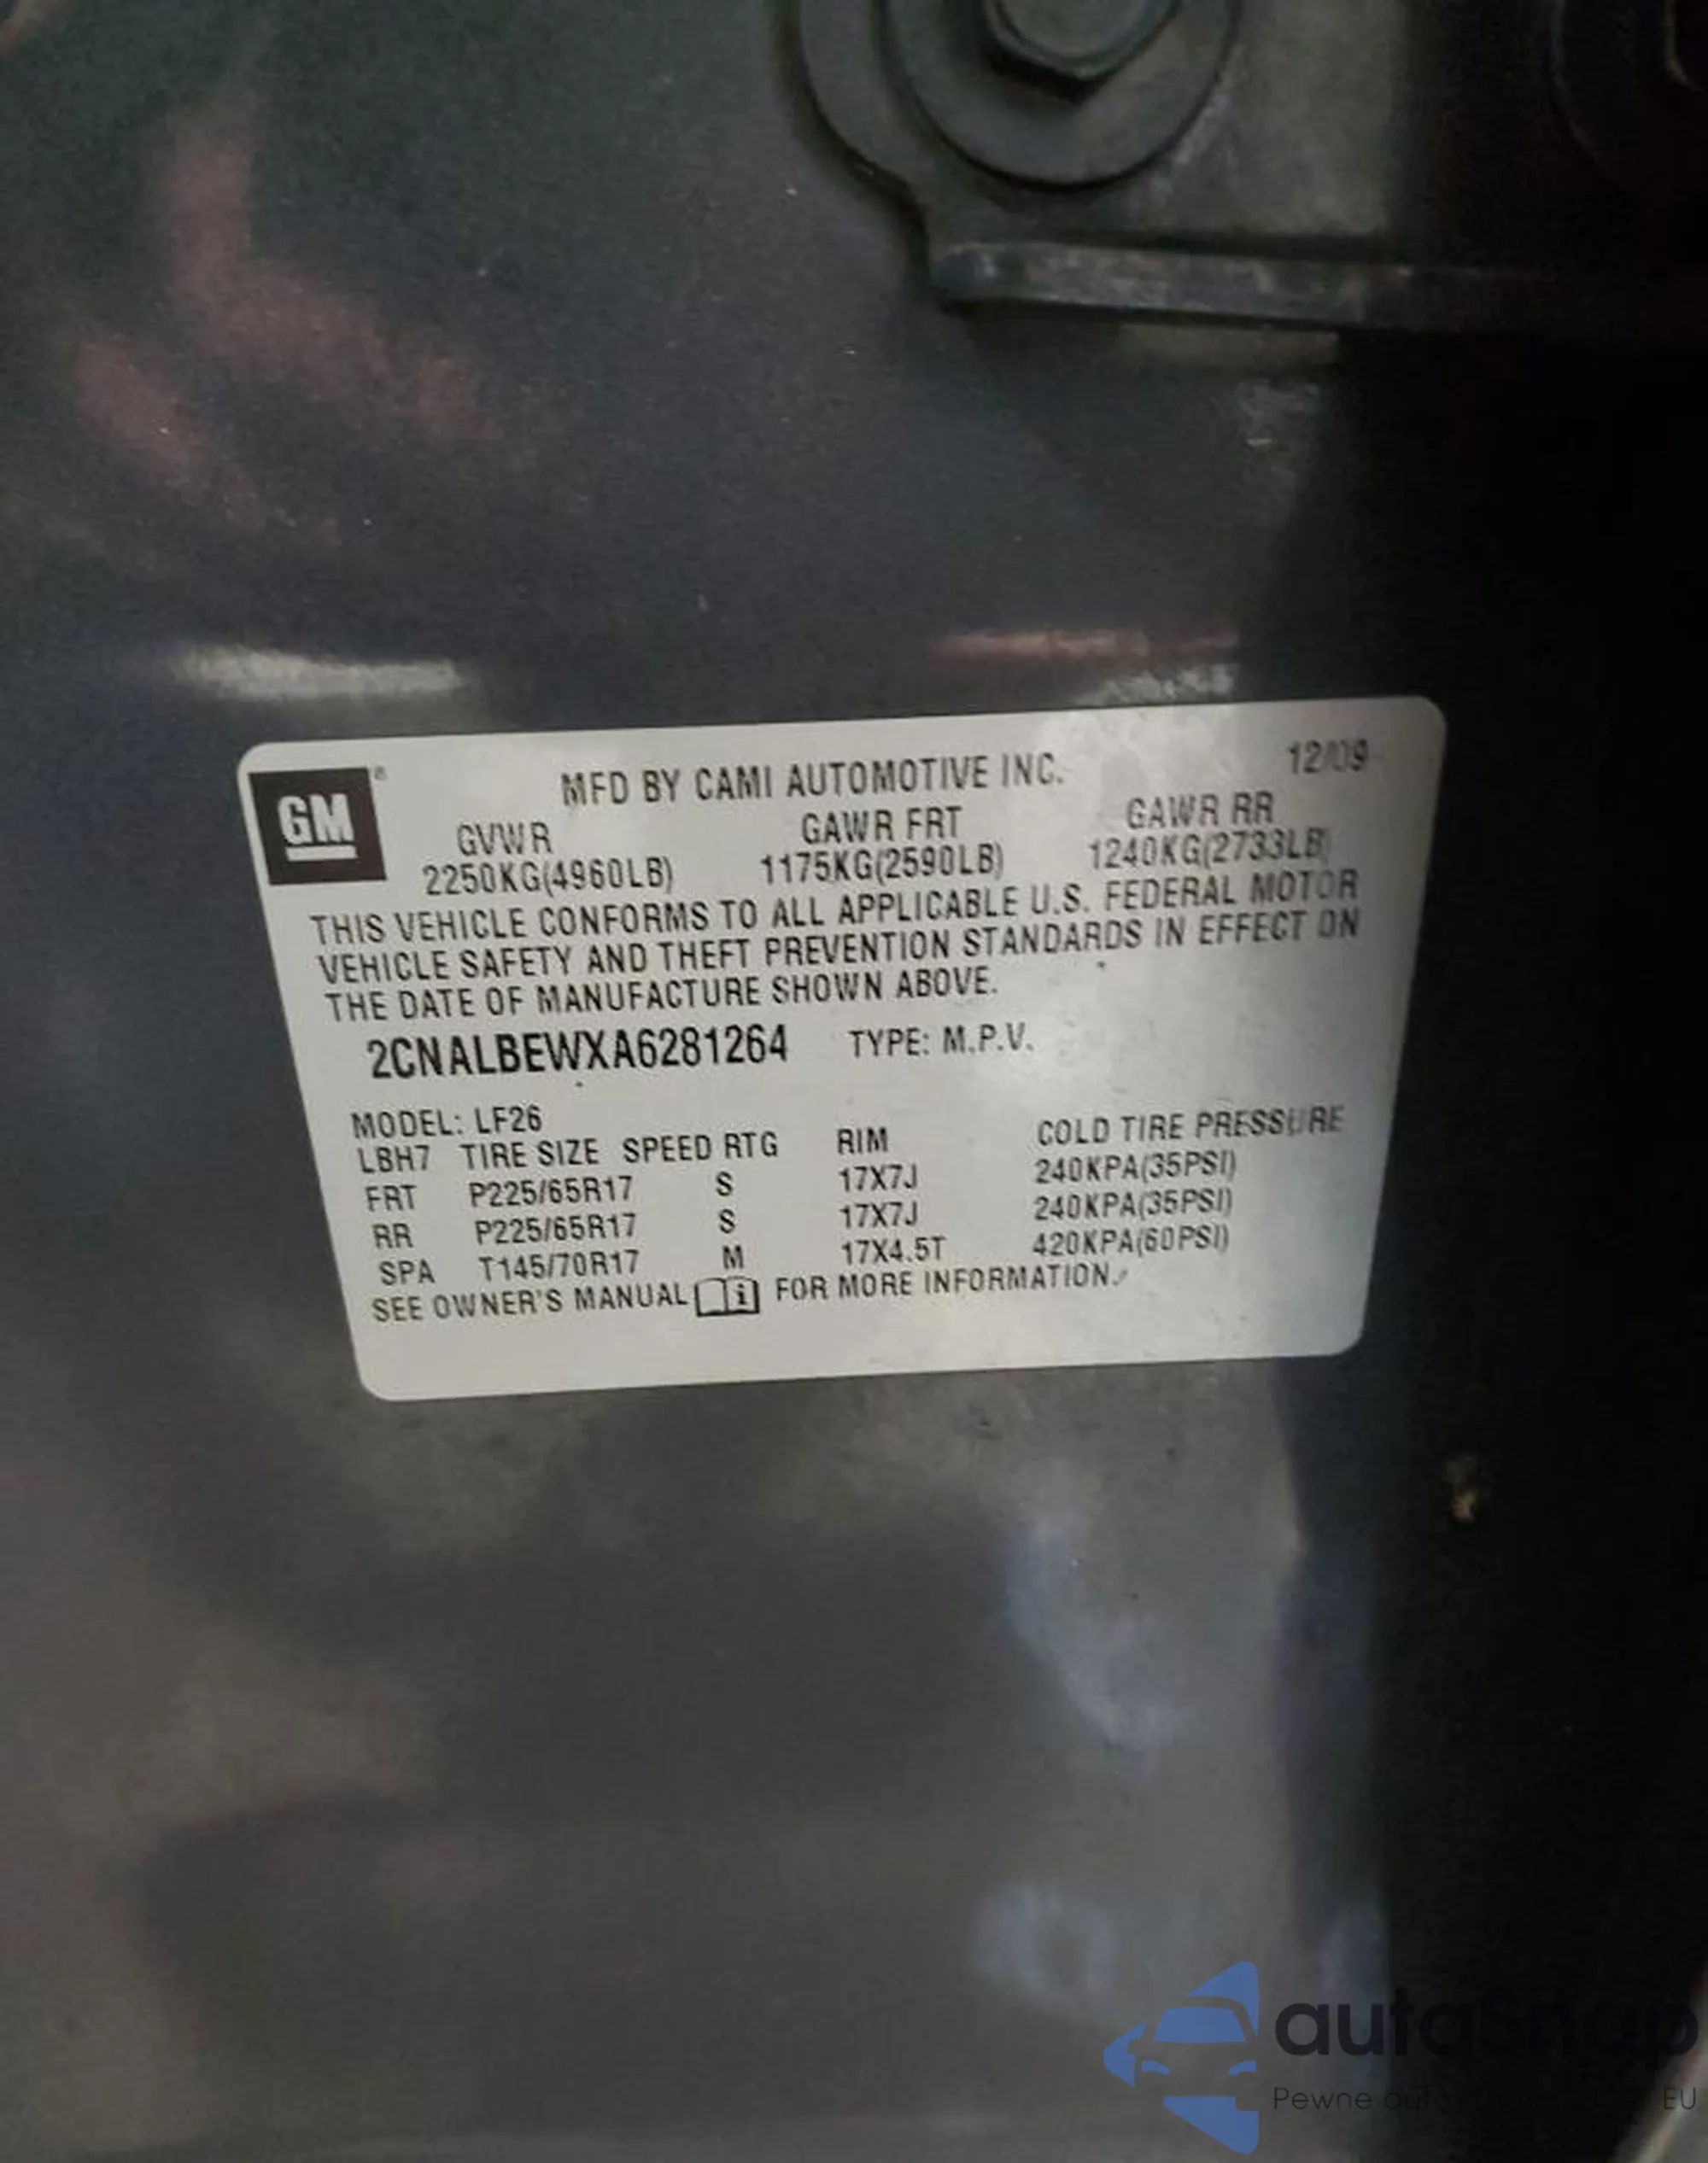 GM®
MFD BY CAMI AUTOMOTIVE INC. 12/09
GVWR GAWR FRT GAWR RR
2250KG(4960LB) 1175KG(2590LB) 1240KG(2733LB)
THIS VEHICLE CONFORMS TO ALL APPLICABLE U.S. FEDERAL MOTOR
VEHICLE SAFETY AND THEFT PREVENTION STANDARDS IN EFFECT ON
THE DATE OF MANUFACTURE SHOWN ABOVE.
2CNALBEWXA6281264 TYPE: M.P.V.
MODEL: LF26
LBH7 TIRE SIZE SPEED RTG RIM COLD TIRE PRESSURE
FRT P225/65R17 S 17X7J 240KPA(35PSI)
RR P225/65R17 S 17X7J 240KPA(35PSI)
SPA T145/70R17 M 17X4.5T 420KPA(60PSI)
SEE OWNER'S MANUAL FOR MORE INFORMATION.
autaSnap
Pewne EU